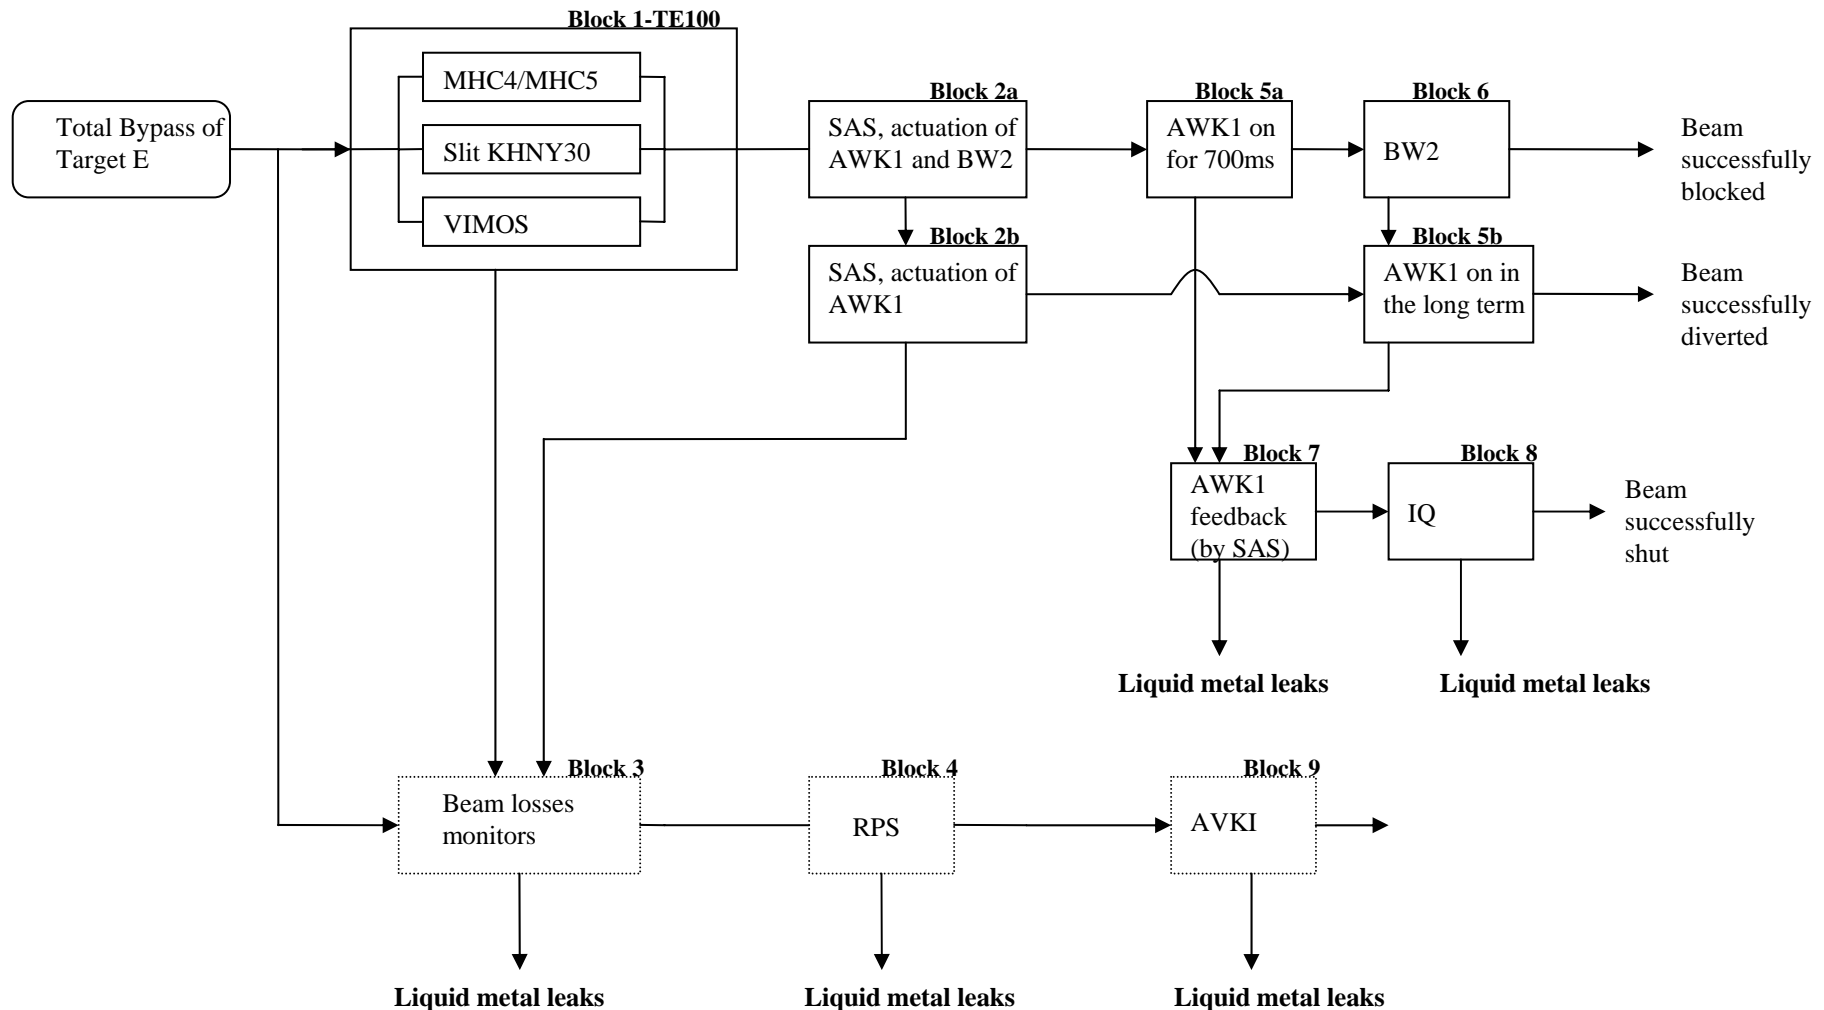 Block 1-TE100
MHC4/MHC5
Slit KHNY30
VIMOS
Total Bypass of
Target E
Block 2a
SAS, actuation of
AWK1 and BW2
Block 5a
AWK1 on
for 700ms
Block 6
BW2
Beam
successfully
blocked
Block 2b
SAS, actuation of
AWK1
Block 5b
AWK1 on in
the long term
Beam
successfully
diverted
Block 7
AWK1
feedback
(by SAS)
Block 8
IQ
Beam
successfully
shut
Liquid metal leaks
Liquid metal leaks
Block 3
Beam losses
monitors
Block 4
RPS
Block 9
AVKI
Liquid metal leaks
Liquid metal leaks
Liquid metal leaks